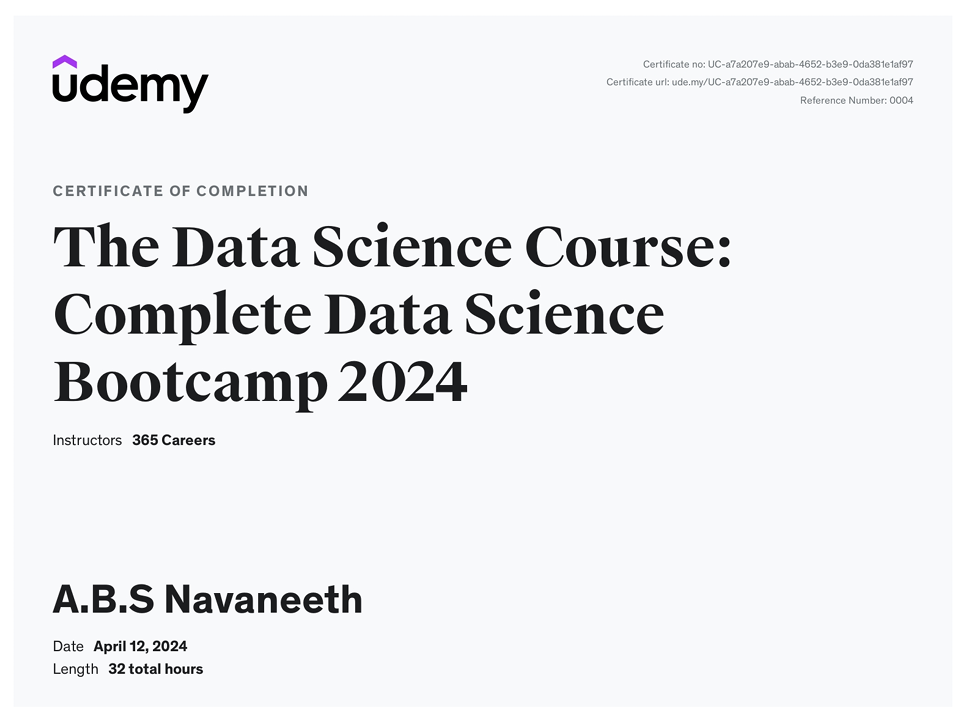 udemy
Certificate no: UC-a7a207e9-abab-4652-b3e9-0da381e1af97
Certificate url: ude.my/UC-a7a207e9-abab-4652-b3e9-0da381e1af97
Reference Number: 0004
CERTIFICATE OF COMPLETION
The Data Science Course:
Complete Data Science
Bootcamp 2024
Instructors 365 Careers
A.B.S Navaneeth
Date April 12, 2024
Length 32 total hours